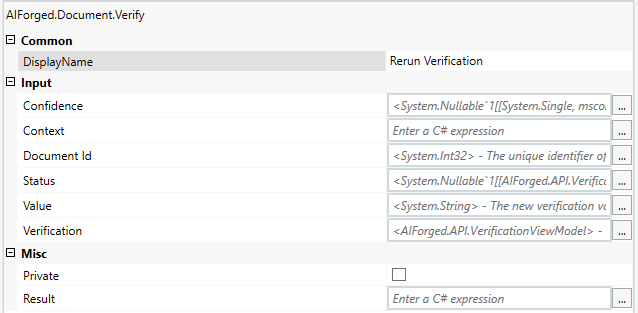 AIForged.Document.Verify
Common
DisplayName Rerun Verification
Input
Confidence <System.Nullable`1[[System.Single, mscor ...
Context Enter a C# expression ...
Document Id <System.Int32> - The unique identifier of ...
Status <System.Nullable`1[[AIForged.API.Verifica ...
Value <System.String> - The new verification va ...
Verification <AIForged.API.VerificationViewModel> - ...
Misc
Private
Result Enter a C# expression ...